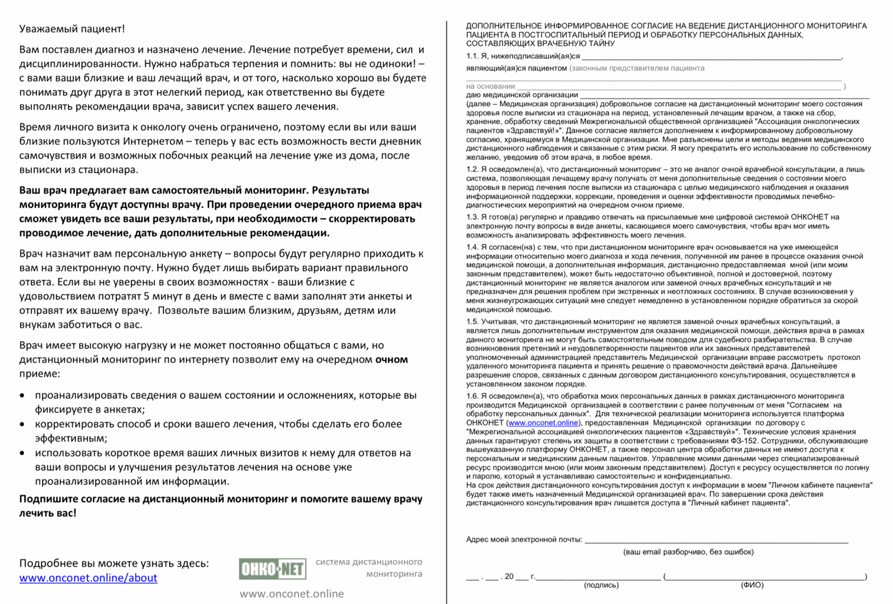 Уважаемый пациент!
Вам поставлен диагноз и назначено лечение. Лечение потребует времени, сил и
дисциплинированности. Нужно набраться терпения и помнить: вы не одиноки! –
с вами ваши близкие и ваш лечащий врач, и от того, насколько хорошо вы будете
понимать друг друга в этот нелегкий период, как ответственно вы будете
выполнять рекомендации врача, зависит успех вашего лечения.
Время личного визита к онкологу очень ограничено, поэтому если вы или ваши
близкие пользуются Интернетом – теперь у вас есть возможность вести дневник
самочувствия и возможных побочных реакций на лечение уже из дома, после
выписки из стационара.
Ваш врач предлагает вам самостоятельный мониторинг. Результаты
мониторинга будут доступны врачу. При проведении очередного приема врач
сможет увидеть все ваши результаты, при необходимости – скорректировать
проводимое лечение, дать дополнительные рекомендации.
Врач назначит вам персональную анкету – вопросы будут регулярно приходить к
вам на электронную почту. Нужно будет лишь выбирать вариант правильного
ответа. Если вы не уверены в своих возможностях - ваши близкие с
удовольствием потратят 5 минут в день и вместе с вами заполнят эти анкеты и
отправят их вашему врачу. Позвольте вашим близким, друзьям, детям или
внукам заботиться о вас.
Врач имеет высокую нагрузку и не может постоянно общаться с вами, но
дистанционный мониторинг по интернету позволит ему на очередном очном
приеме:
• проанализировать сведения о вашем состоянии и осложнениях, которые вы
фиксируете в анкетах;
• корректировать способ и сроки вашего лечения, чтобы сделать его более
эффективным;
• использовать короткое время ваших личных визитов к нему для ответов на
ваши вопросы и улучшения результатов лечения на основе уже
проанализированной им информации.
Подпишите согласие на дистанционный мониторинг и помогите вашему врачу
лечить вас!
Подробнее вы можете узнать здесь:
www.onconet.online/about
ОНКО NET
система дистанционного
мониторинга
www.onconet.online
ДОПОЛНИТЕЛЬНОЕ ИНФОРМИРОВАННОЕ СОГЛАСИЕ НА ВЕДЕНИЕ ДИСТАНЦИОННОГО МОНИТОРИНГА
ПАЦИЕНТА В ПОСТГОСПИТАЛЬНЫЙ ПЕРИОД И ОБРАБОТКУ ПЕРСОНАЛЬНЫХ ДАННЫХ,
СОСТАВЛЯЮЩИХ ВРАЧЕБНУЮ ТАЙНУ
1.1. Я, нижеподписавший(ая)ся ____________________,
являющий(ая)ся пациентом (законным представителем пациента
____________________
на основании ____________________ )
даю медицинской организации ____________________
(далее – Медицинская организация) добровольное согласие на дистанционный мониторинг моего состояния
здоровья после выписки из стационара на период, установленный лечащим врачом, а также на сбор,
хранение, обработку сведений Межрегиональной общественной организацией "Ассоциация онкологических
пациентов «Здравствуй!»". Данное согласие является дополнением к информированному добровольному
согласию, хранящемуся в Медицинской организации. Мне разъяснены цели и методы ведения медицинского
дистанционного наблюдения и связанные с этим риски. Я могу прекратить его использование по собственному
желанию, уведомив об этом врача, в любое время.
1.2. Я осведомлен(а), что дистанционный мониторинг – это не аналог очной врачебной консультации, а лишь
система, позволяющая лечащему врачу получать от меня дополнительные сведения о состоянии моего
здоровья в период лечения после выписки из стационара с целью медицинского наблюдения и оказания
информационной поддержки, коррекции, проведения и оценки эффективности проводимых лечебно-
диагностических мероприятий на очередном очном приеме.
1.3. Я готов(а) регулярно и правдиво отвечать на присылаемые мне цифровой системой ОНКОНЕТ на
электронную почту вопросы в виде анкеты, касающиеся моего самочувствия, чтобы врач мог иметь
возможность анализировать эффективность моего лечения.
1.4. Я согласен(на) с тем, что при дистанционном мониторинге врач основывается на уже имеющейся
информации относительно моего диагноза и хода лечения, полученной им ранее в процессе оказания очной
медицинской помощи, а дополнительная информация, дистанционно предоставленная мной (или моим
законным представителем), может быть недостаточно объективной, полной и достоверной, поэтому
дистанционный мониторинг не является аналогом или заменой очных врачебных консультаций и не
предназначен для решения проблем при экстренных и неотложных состояниях. В случае возникновения у
меня жизнеугрожающих ситуаций мне следует немедленно в установленном порядке обратиться за скорой
медицинской помощью.
1.5. Учитывая, что дистанционный мониторинг не является заменой очных врачебных консультаций, а
является лишь дополнительным инструментом для оказания медицинской помощи, действия врача в рамках
данного мониторинга не могут быть самостоятельным поводом для судебного разбирательства. В случае
возникновения претензий и неудовлетворенности пациентов или их законных представителей
уполномоченный администрацией представитель Медицинской организации вправе рассмотреть протокол
удаленного мониторинга пациента и принять решение о правомочности действий врача. Дальнейшее
разрешение споров, связанных с данным договором дистанционного консультирования, осуществляется в
установленном законом порядке.
1.6. Я осведомлен(а), что обработка моих персональных данных в рамках дистанционного мониторинга
производится Медицинской организацией в соответствии с ранее полученным от меня "Согласием на
обработку персональных данных". Для технической реализации мониторинга используется платформа
ОНКОНЕТ (www.onconet.online), предоставленная Медицинской организации по договору с
"Межрегиональной ассоциацией онкологических пациентов «Здравствуй»". Технические условия хранения
данных гарантируют степень их защиты в соответствии с требованиями ФЗ-152. Сотрудники, обслуживающие
вышеуказанную платформу ОНКОНЕТ, а также персонал центра обработки данных не имеют доступа к
персональным и медицинским данным пациентов. Управление моими данными через специализированный
ресурс производится мною (или моим законным представителем). Доступ к ресурсу осуществляется по логину
и паролю, который я устанавливаю самостоятельно и конфиденциально.
На срок действия дистанционного консультирования доступ к информации в моем "Личном кабинете пациента"
будет также иметь назначенный Медицинской организацией врач. По завершении срока действия
дистанционного консультирования врач лишается доступа в "Личный кабинет пациента".
Адрес моей электронной почты: ____________________
(ваш email разборчиво, без ошибок)
___ . ___ . 20 ___ г.____________________ (____________________)
(подпись) (ФИО)